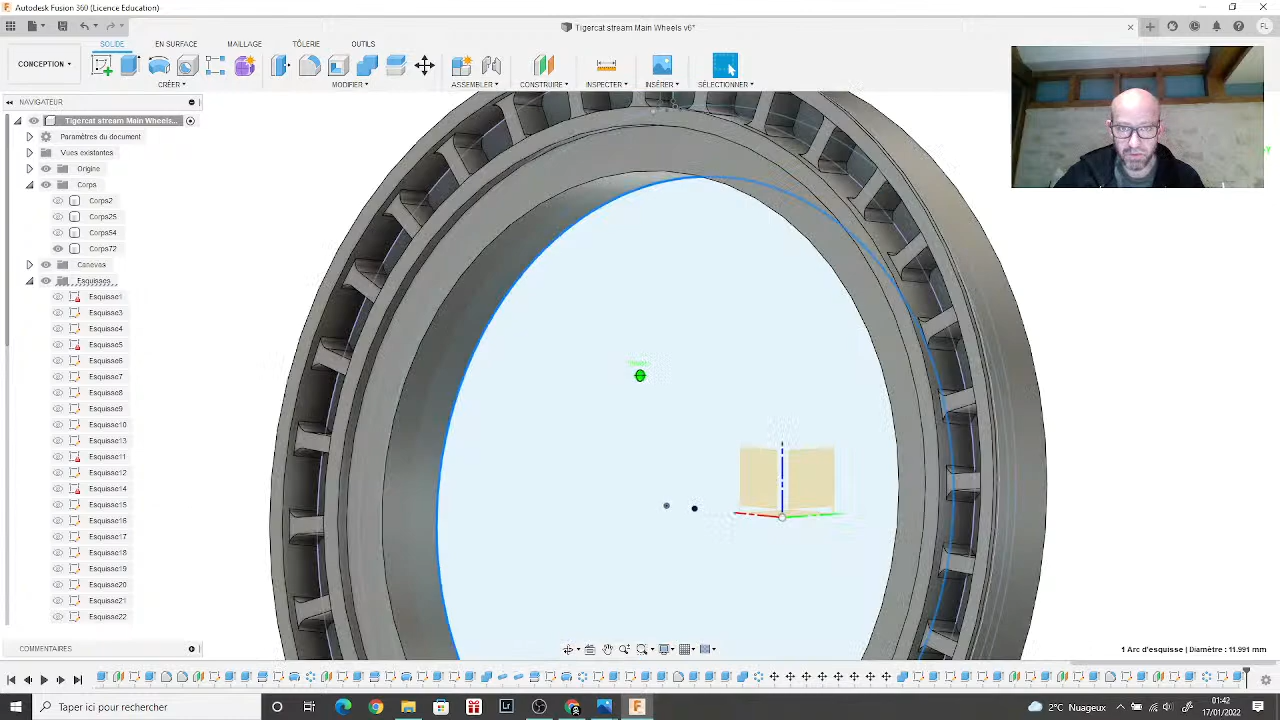 Autodesk Fusion 360 (Licence Education)
Tigercat stream Main Wheels v6*
FL
SOLIDE EN SURFACE MAILLAGE TÔLERIE OUTILS
CONCEPTION
CRÉER MODIFIER ASSEMBLER CONSTRUIRE INSPECTER INSÉRER SÉLECTIONNER
NAVIGATEUR
Tigercat stream Main Wheels...
Paramètres du document
Vues existantes
Origine
Corps
Corps2
Corps25
Corps54
Corps72
Canevas
Esquisses
Esquisse1
Esquisse3
Esquisse4
Esquisse5
Esquisse6
Esquisse7
Esquisse8
Esquisse9
Esquisse10
Esquisse13
Esquisse11
Esquisse12
Esquisse14
Esquisse15
Esquisse16
Esquisse17
Esquisse18
Esquisse19
Esquisse20
Esquisse21
Esquisse22
COMMENTAIRES
1 Arc d'esquisse | Diamètre : 11.991 mm
Taper ici pour rechercher
2°C Nuageux
01:42
17/01/2022